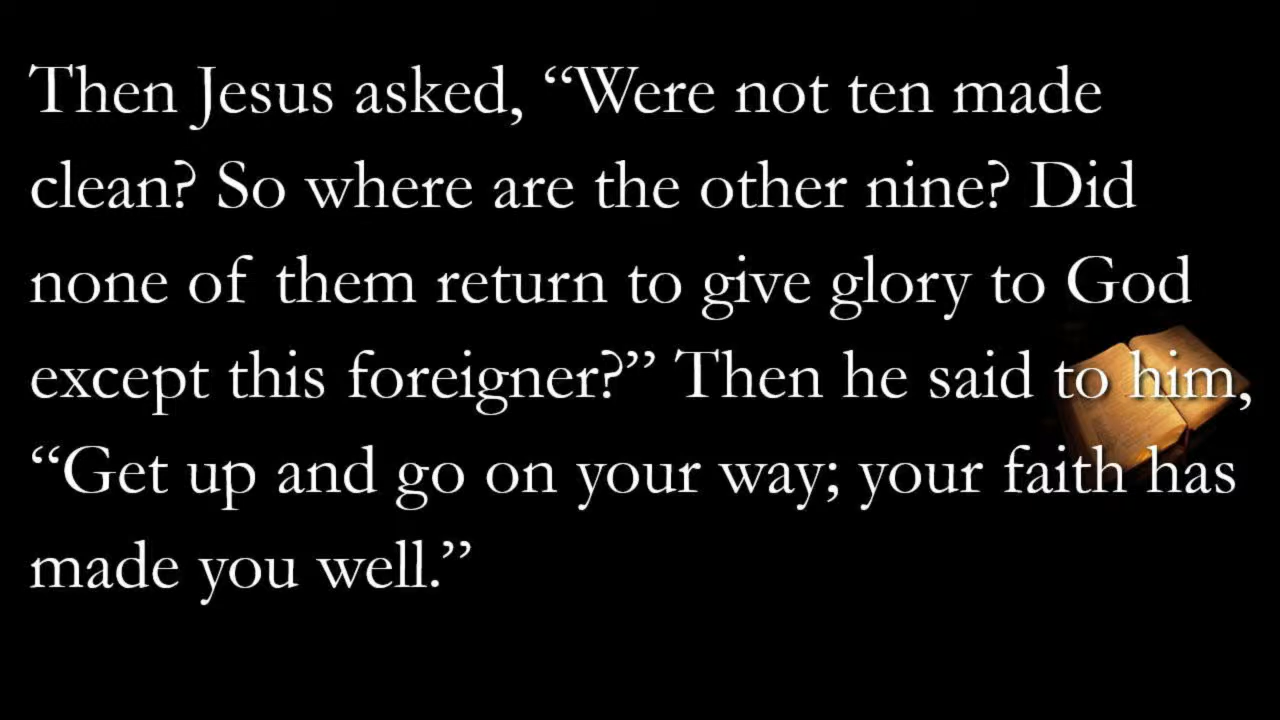 Then Jesus asked, “Were not ten made
clean? So where are the other nine? Did
none of them return to give glory to God
except this foreigner?” Then he said to him,
“Get up and go on your way; your faith has
made you well.”